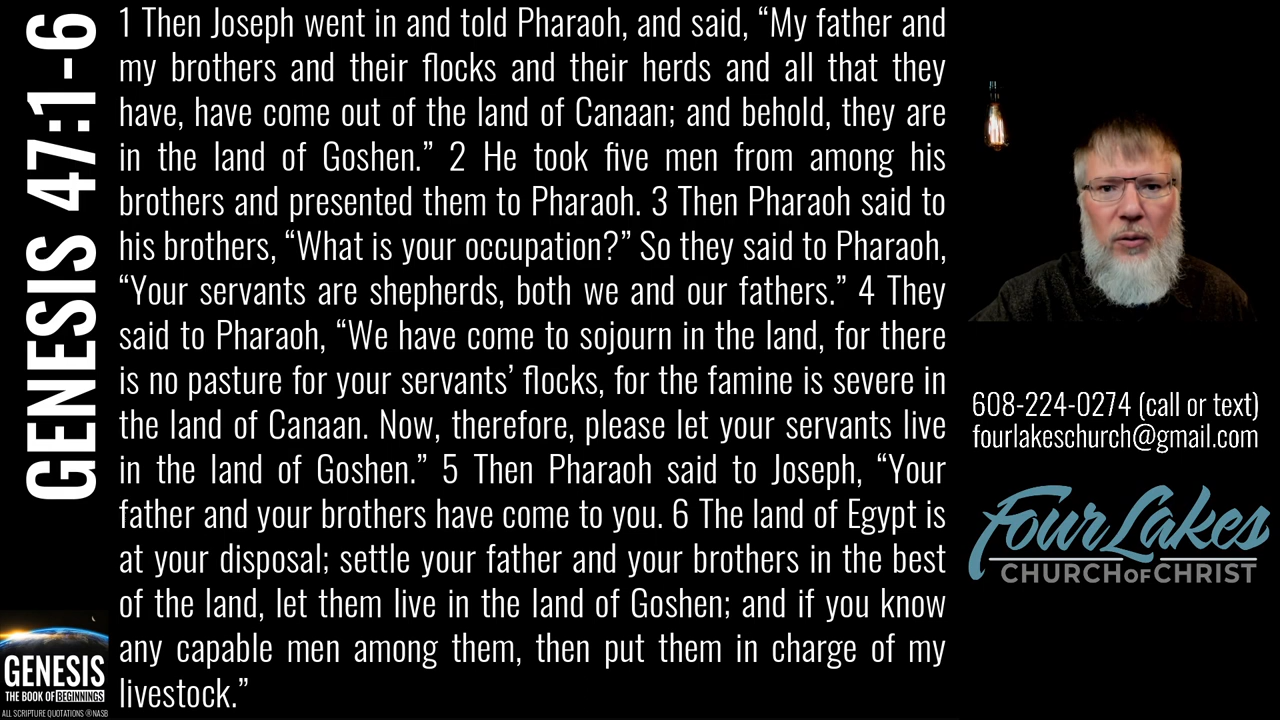 GENESIS 47:1-6
1 Then Joseph went in and told Pharaoh, and said, “My father and
my brothers and their flocks and their herds and all that they
have, have come out of the land of Canaan; and behold, they are
in the land of Goshen.” 2 He took five men from among his
brothers and presented them to Pharaoh. 3 Then Pharaoh said to
his brothers, “What is your occupation?” So they said to Pharaoh,
“Your servants are shepherds, both we and our fathers.” 4 They
said to Pharaoh, “We have come to sojourn in the land, for there
is no pasture for your servants’ flocks, for the famine is severe in
the land of Canaan. Now, therefore, please let your servants live
in the land of Goshen.” 5 Then Pharaoh said to Joseph, “Your
father and your brothers have come to you. 6 The land of Egypt is
at your disposal; settle your father and your brothers in the best
of the land, let them live in the land of Goshen; and if you know
any capable men among them, then put them in charge of my
livestock.”
608-224-0274 (call or text)
fourlakeschurch@gmail.com
Four Lakes
CHURCH OF CHRIST
GENESIS
THE BOOK OF BEGINNINGS
ALL SCRIPTURE QUOTATIONS ®NASB